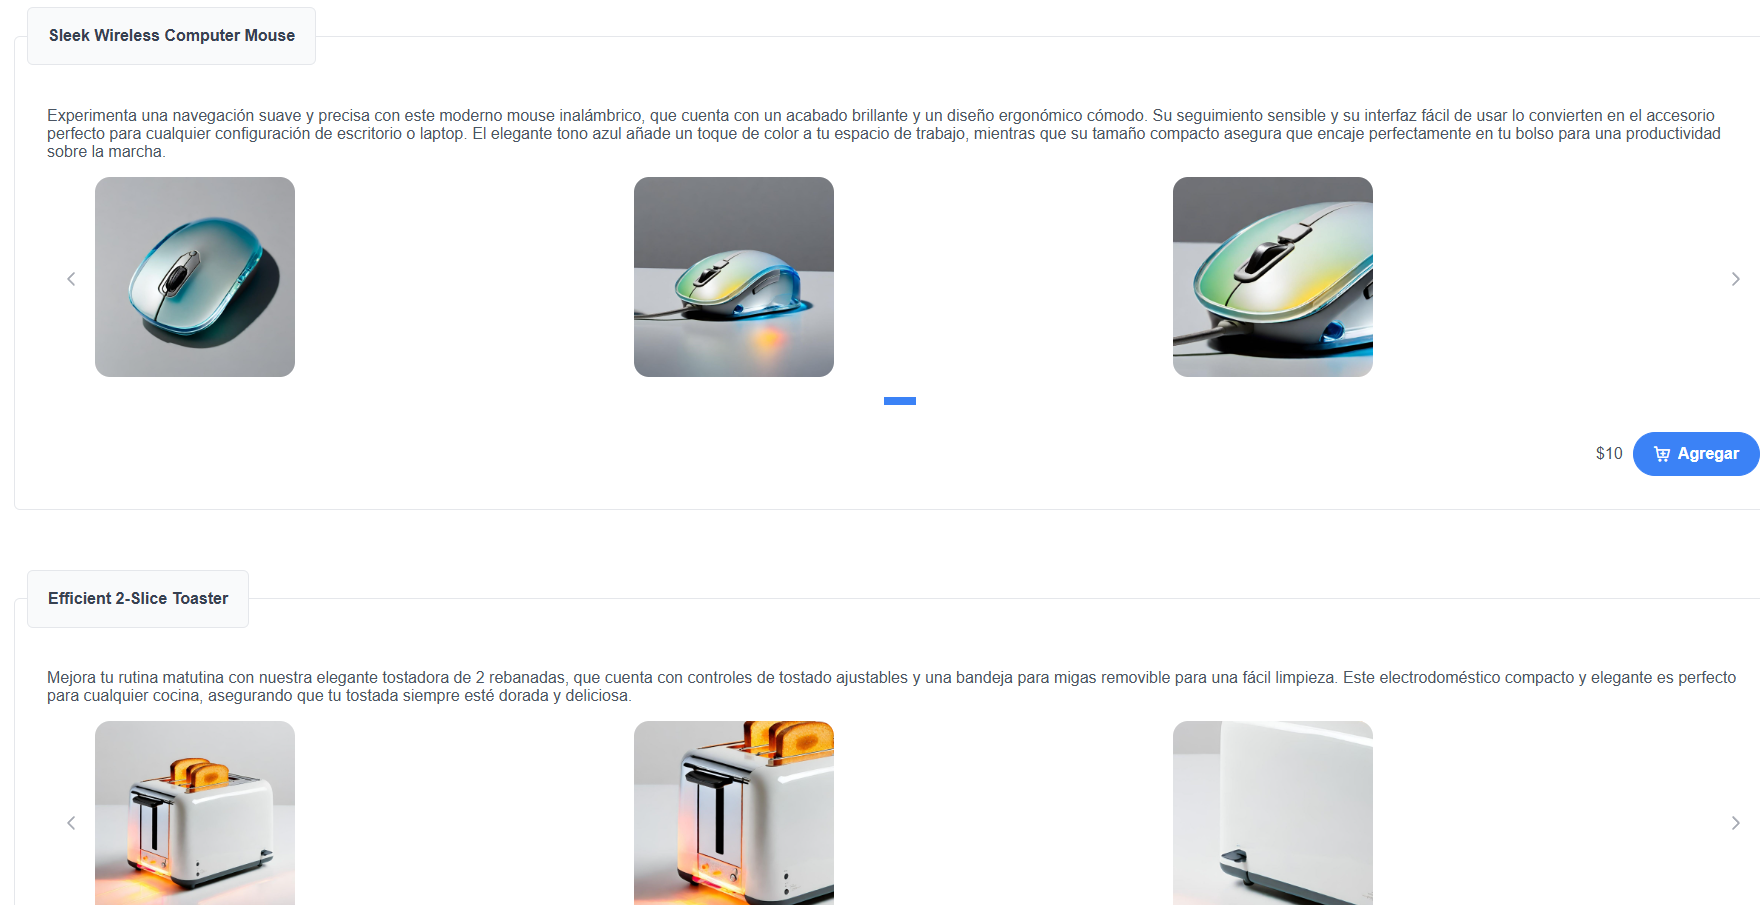 Sleek Wireless Computer Mouse
Experimenta una navegación suave y precisa con este moderno mouse inalámbrico, que cuenta con un acabado brillante y un diseño ergonómico cómodo. Su seguimiento sensible y su interfaz fácil de usar lo convierten en el accesorio
perfecto para cualquier configuración de escritorio o laptop. El elegante tono azul añade un toque de color a tu espacio de trabajo, mientras que su tamaño compacto asegura que encaje perfectamente en tu bolso para una productividad
sobre la marcha.
$10 Agregar
Efficient 2-Slice Toaster
Mejora tu rutina matutina con nuestra elegante tostadora de 2 rebanadas, que cuenta con controles de tostado ajustables y una bandeja para migas removible para una fácil limpieza. Este electrodoméstico compacto y elegante es perfecto
para cualquier cocina, asegurando que tu tostada siempre esté dorada y deliciosa.